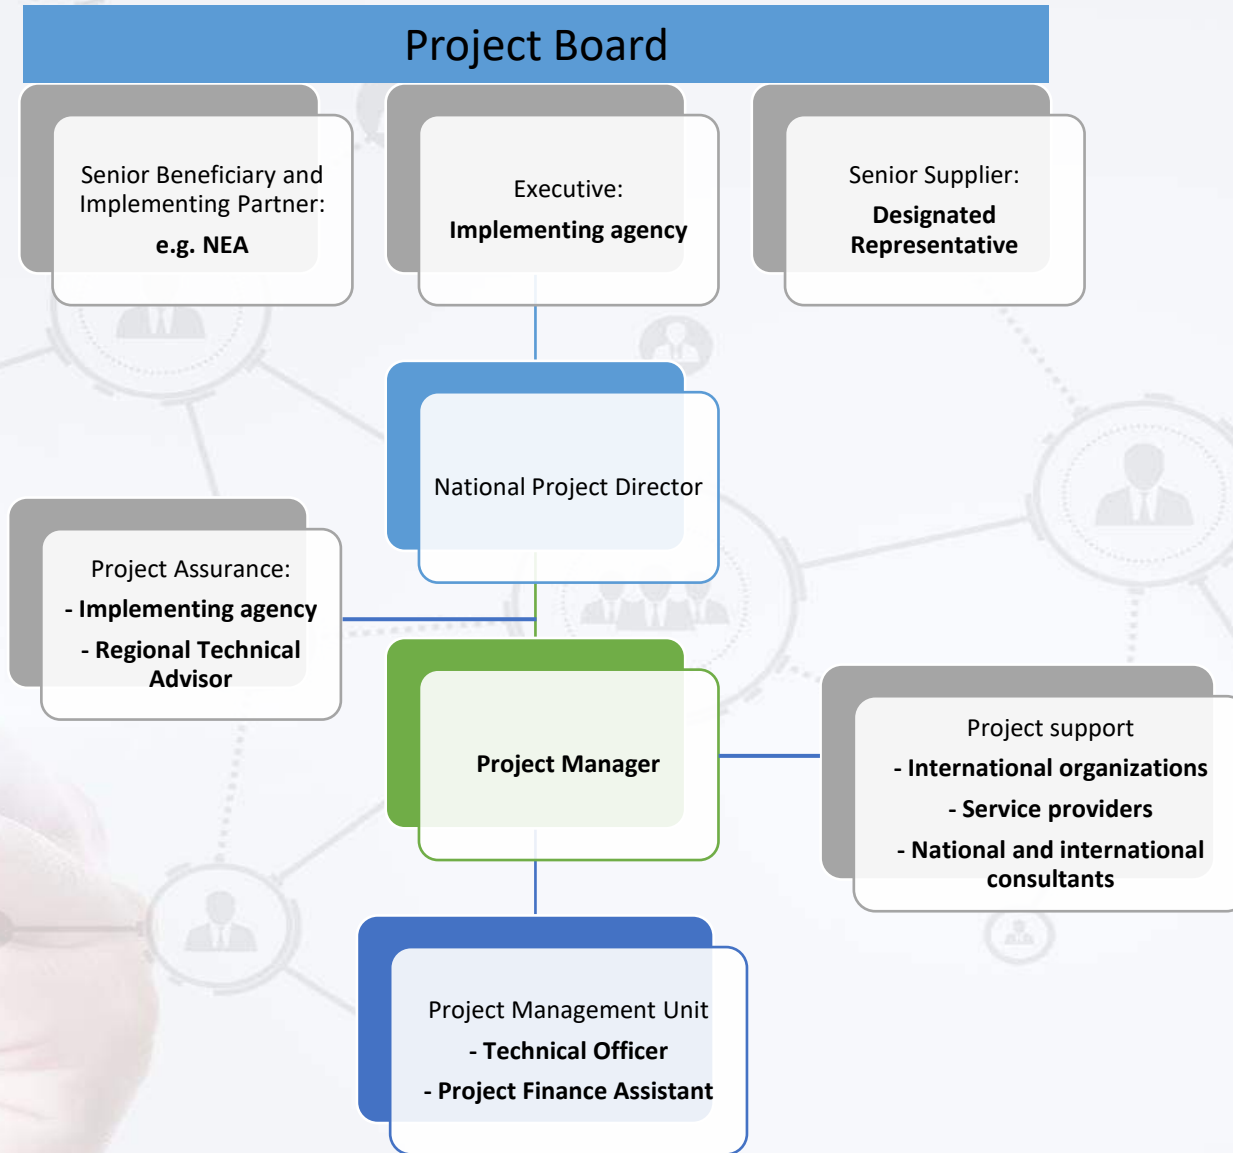 Project Board
Senior Beneficiary and
Implementing Partner:
e.g. NEA
Executive:
Implementing agency
Senior Supplier:
Designated
Representative
National Project Director
Project Assurance:
- Implementing agency
- Regional Technical
Advisor
Project Manager
Project support
- International organizations
- Service providers
- National and international
consultants
Project Management Unit
- Technical Officer
- Project Finance Assistant